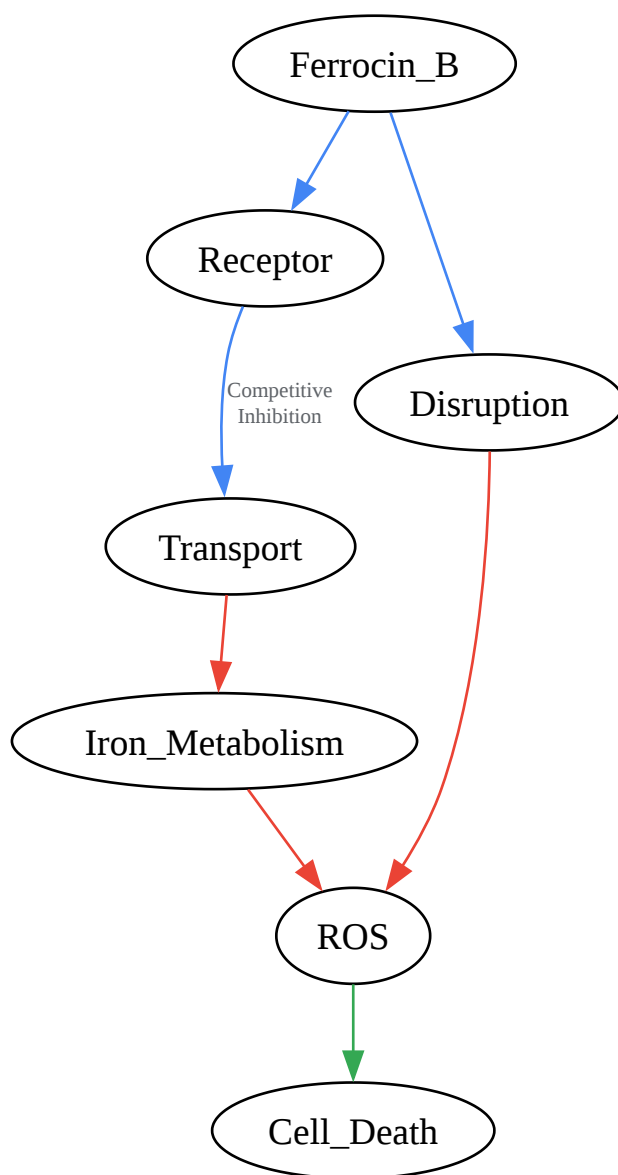 Ferrocin_B
Receptor
Competitive
Inhibition
Disruption
Transport
Iron_Metabolism
ROS
Cell_Death